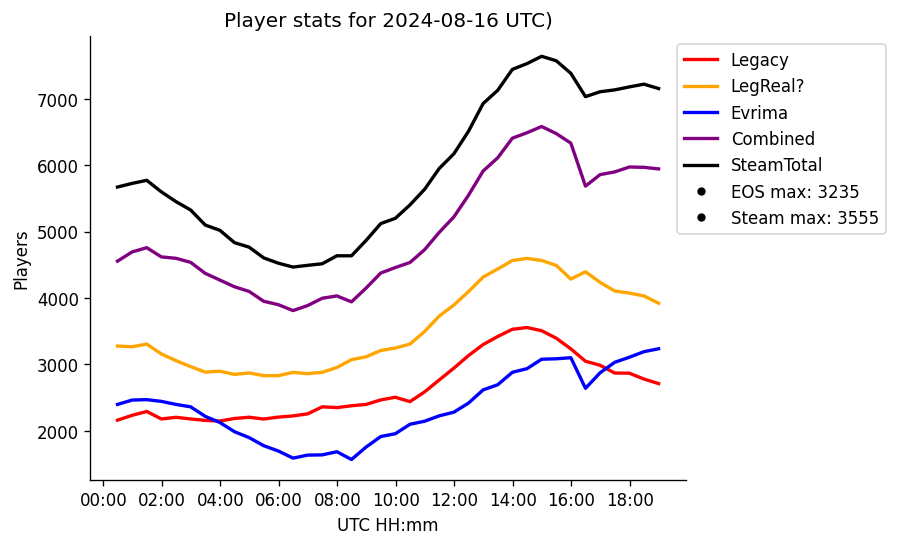 Player stats for 2024-08-16 UTC)
Legacy
LegReal?
Evrima
Combined
SteamTotal
EOS max: 3235
Steam max: 3555
Players
7000
6000
5000
4000
3000
2000
00:00 02:00 04:00 06:00 08:00 10:00 12:00 14:00 16:00 18:00
UTC HH:mm